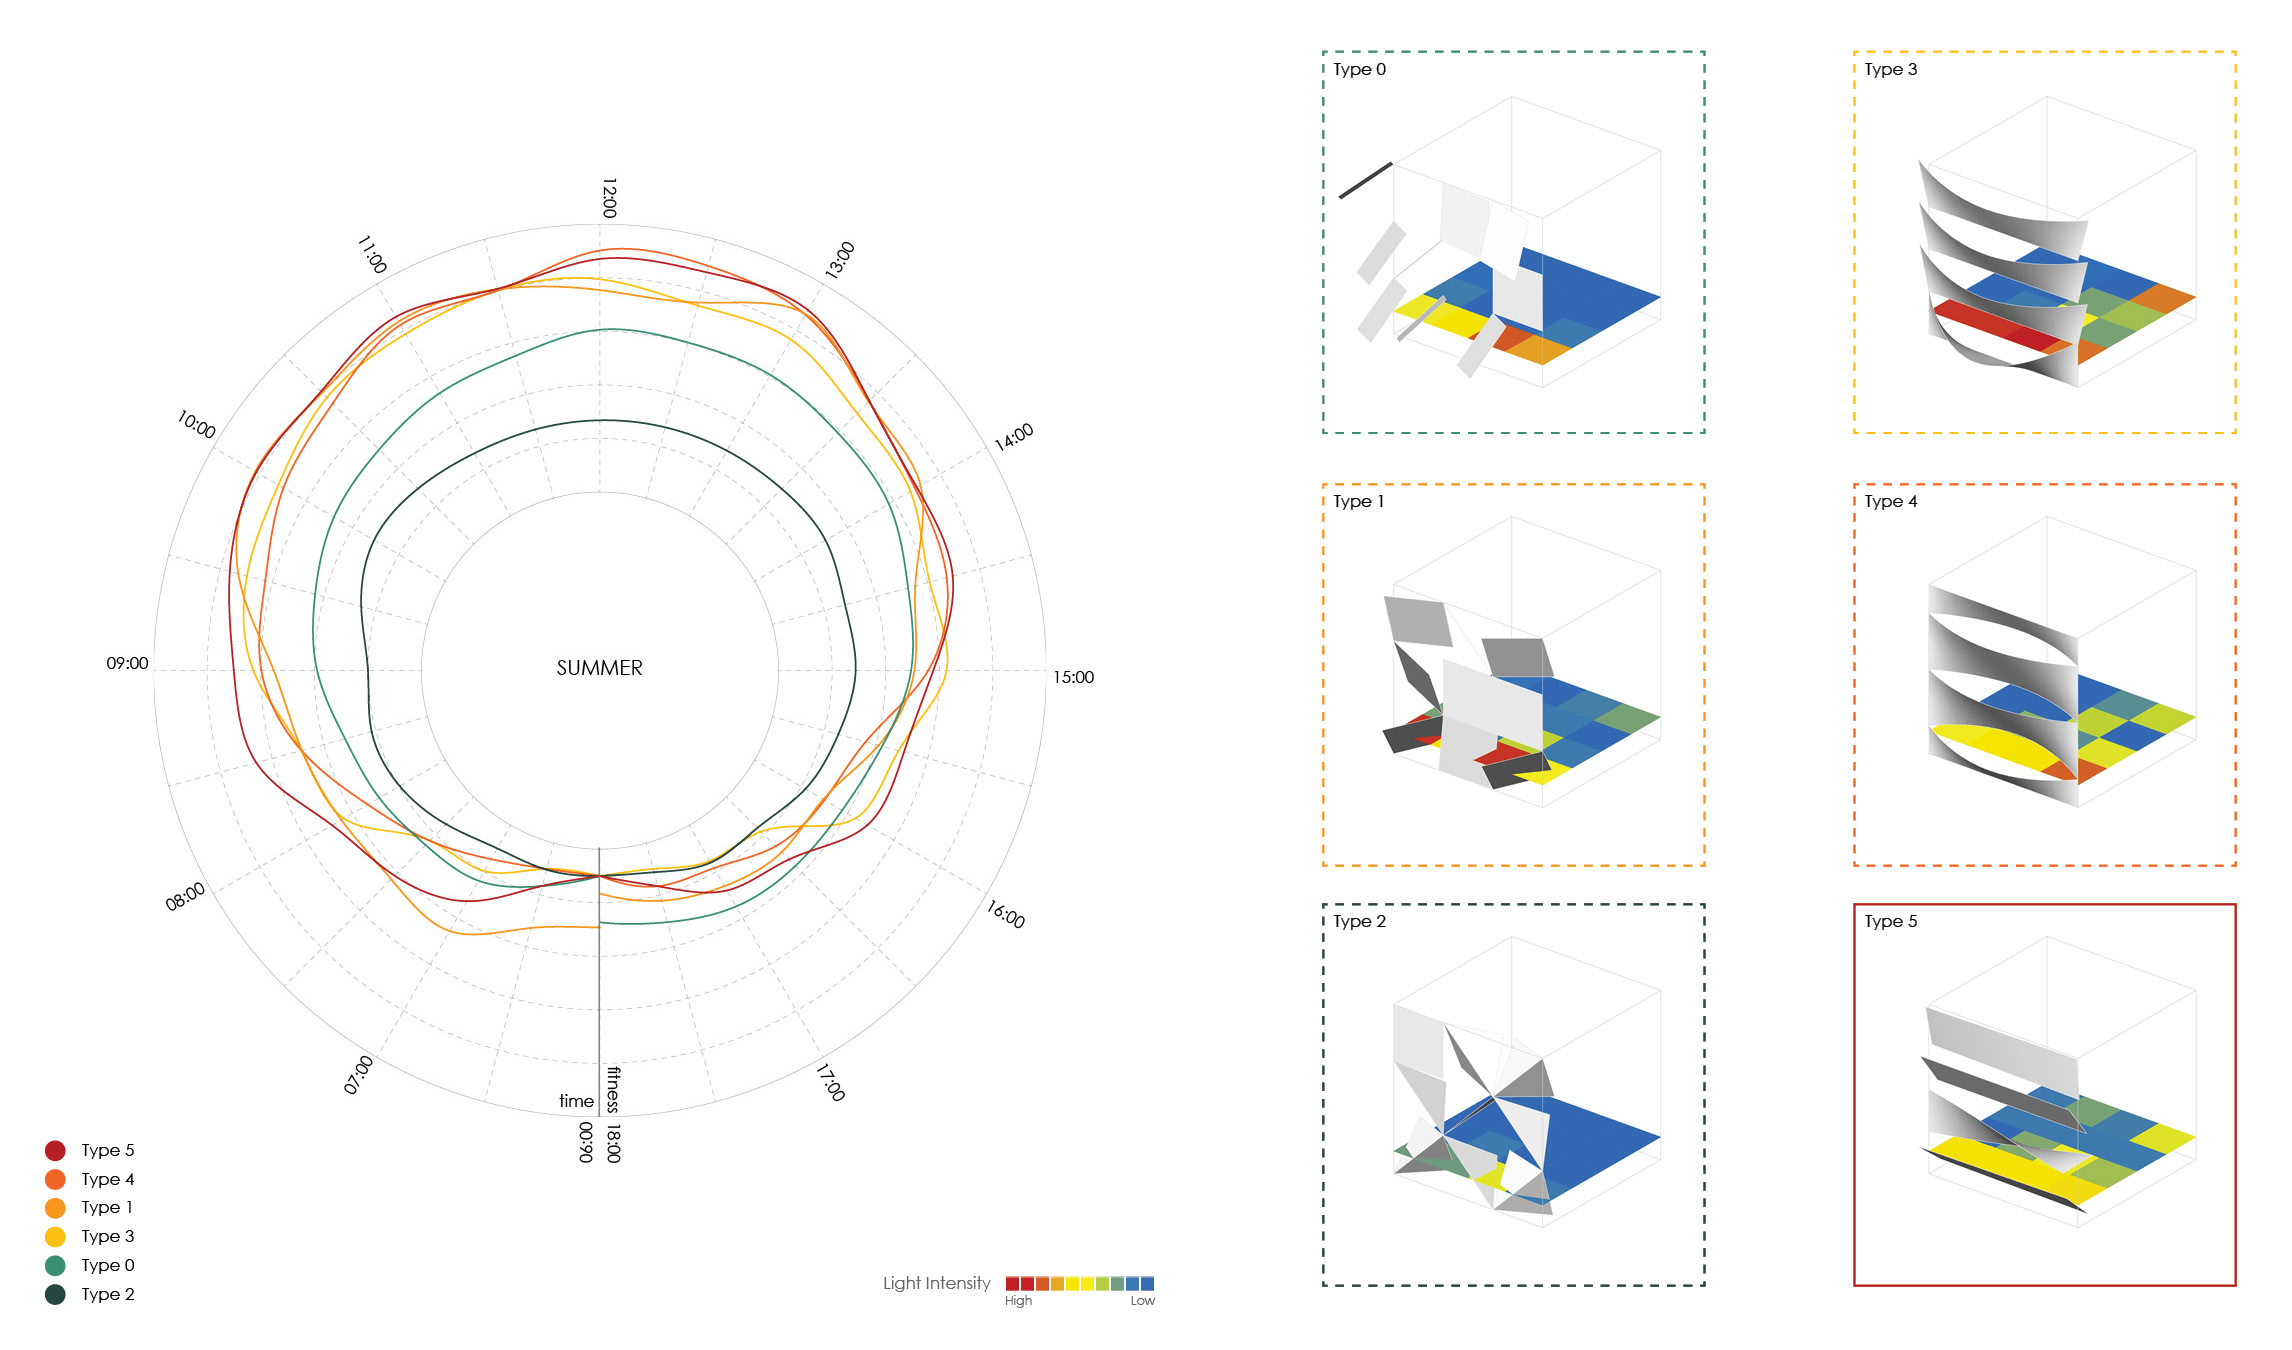 12:00
13:00
14:00
15:00
16:00
17:00
18:00
06:00
07:00
08:00
09:00
10:00
11:00
SUMMER
time
fitness
Type 5
Type 4
Type 1
Type 3
Type 0
Type 2
Light Intensity
High
Low
Type 0
Type 3
Type 1
Type 4
Type 2
Type 5